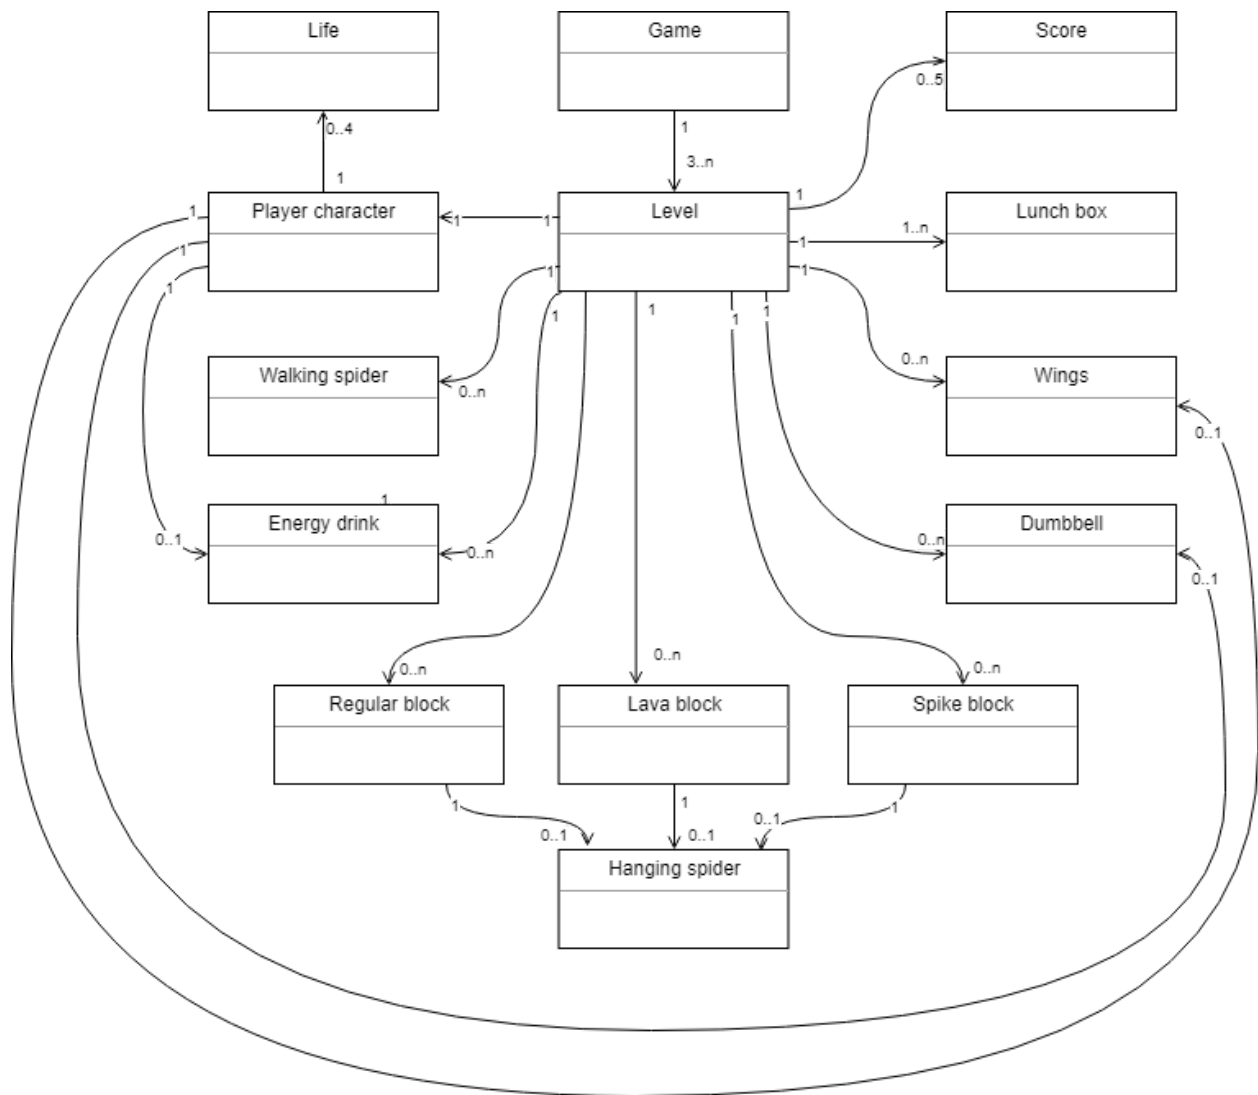 Life
Game
Score
0..5
0..4
1
3..n
1
1
Player character
Level
Lunch box
1
1
1
1
1..n
1
1
1
1
1
1
1
1
Walking spider
0..n
0..n
Wings
0..1
1
Energy drink
0..1
0..n
Dumbbell
0..n
0..1
0..n
0..n
0..n
Regular block
Lava block
Spike block
1
1
1
0..1
0..1
0..1
Hanging spider